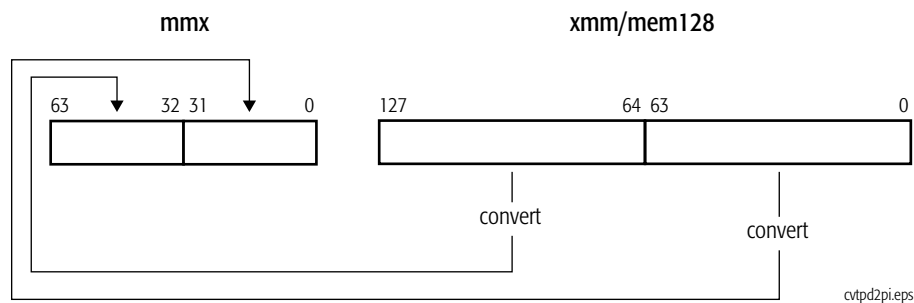 mmx xmm/mem128
63 32 31 0 127 64 63 0
convert
convert
cvtpd2pi.eps